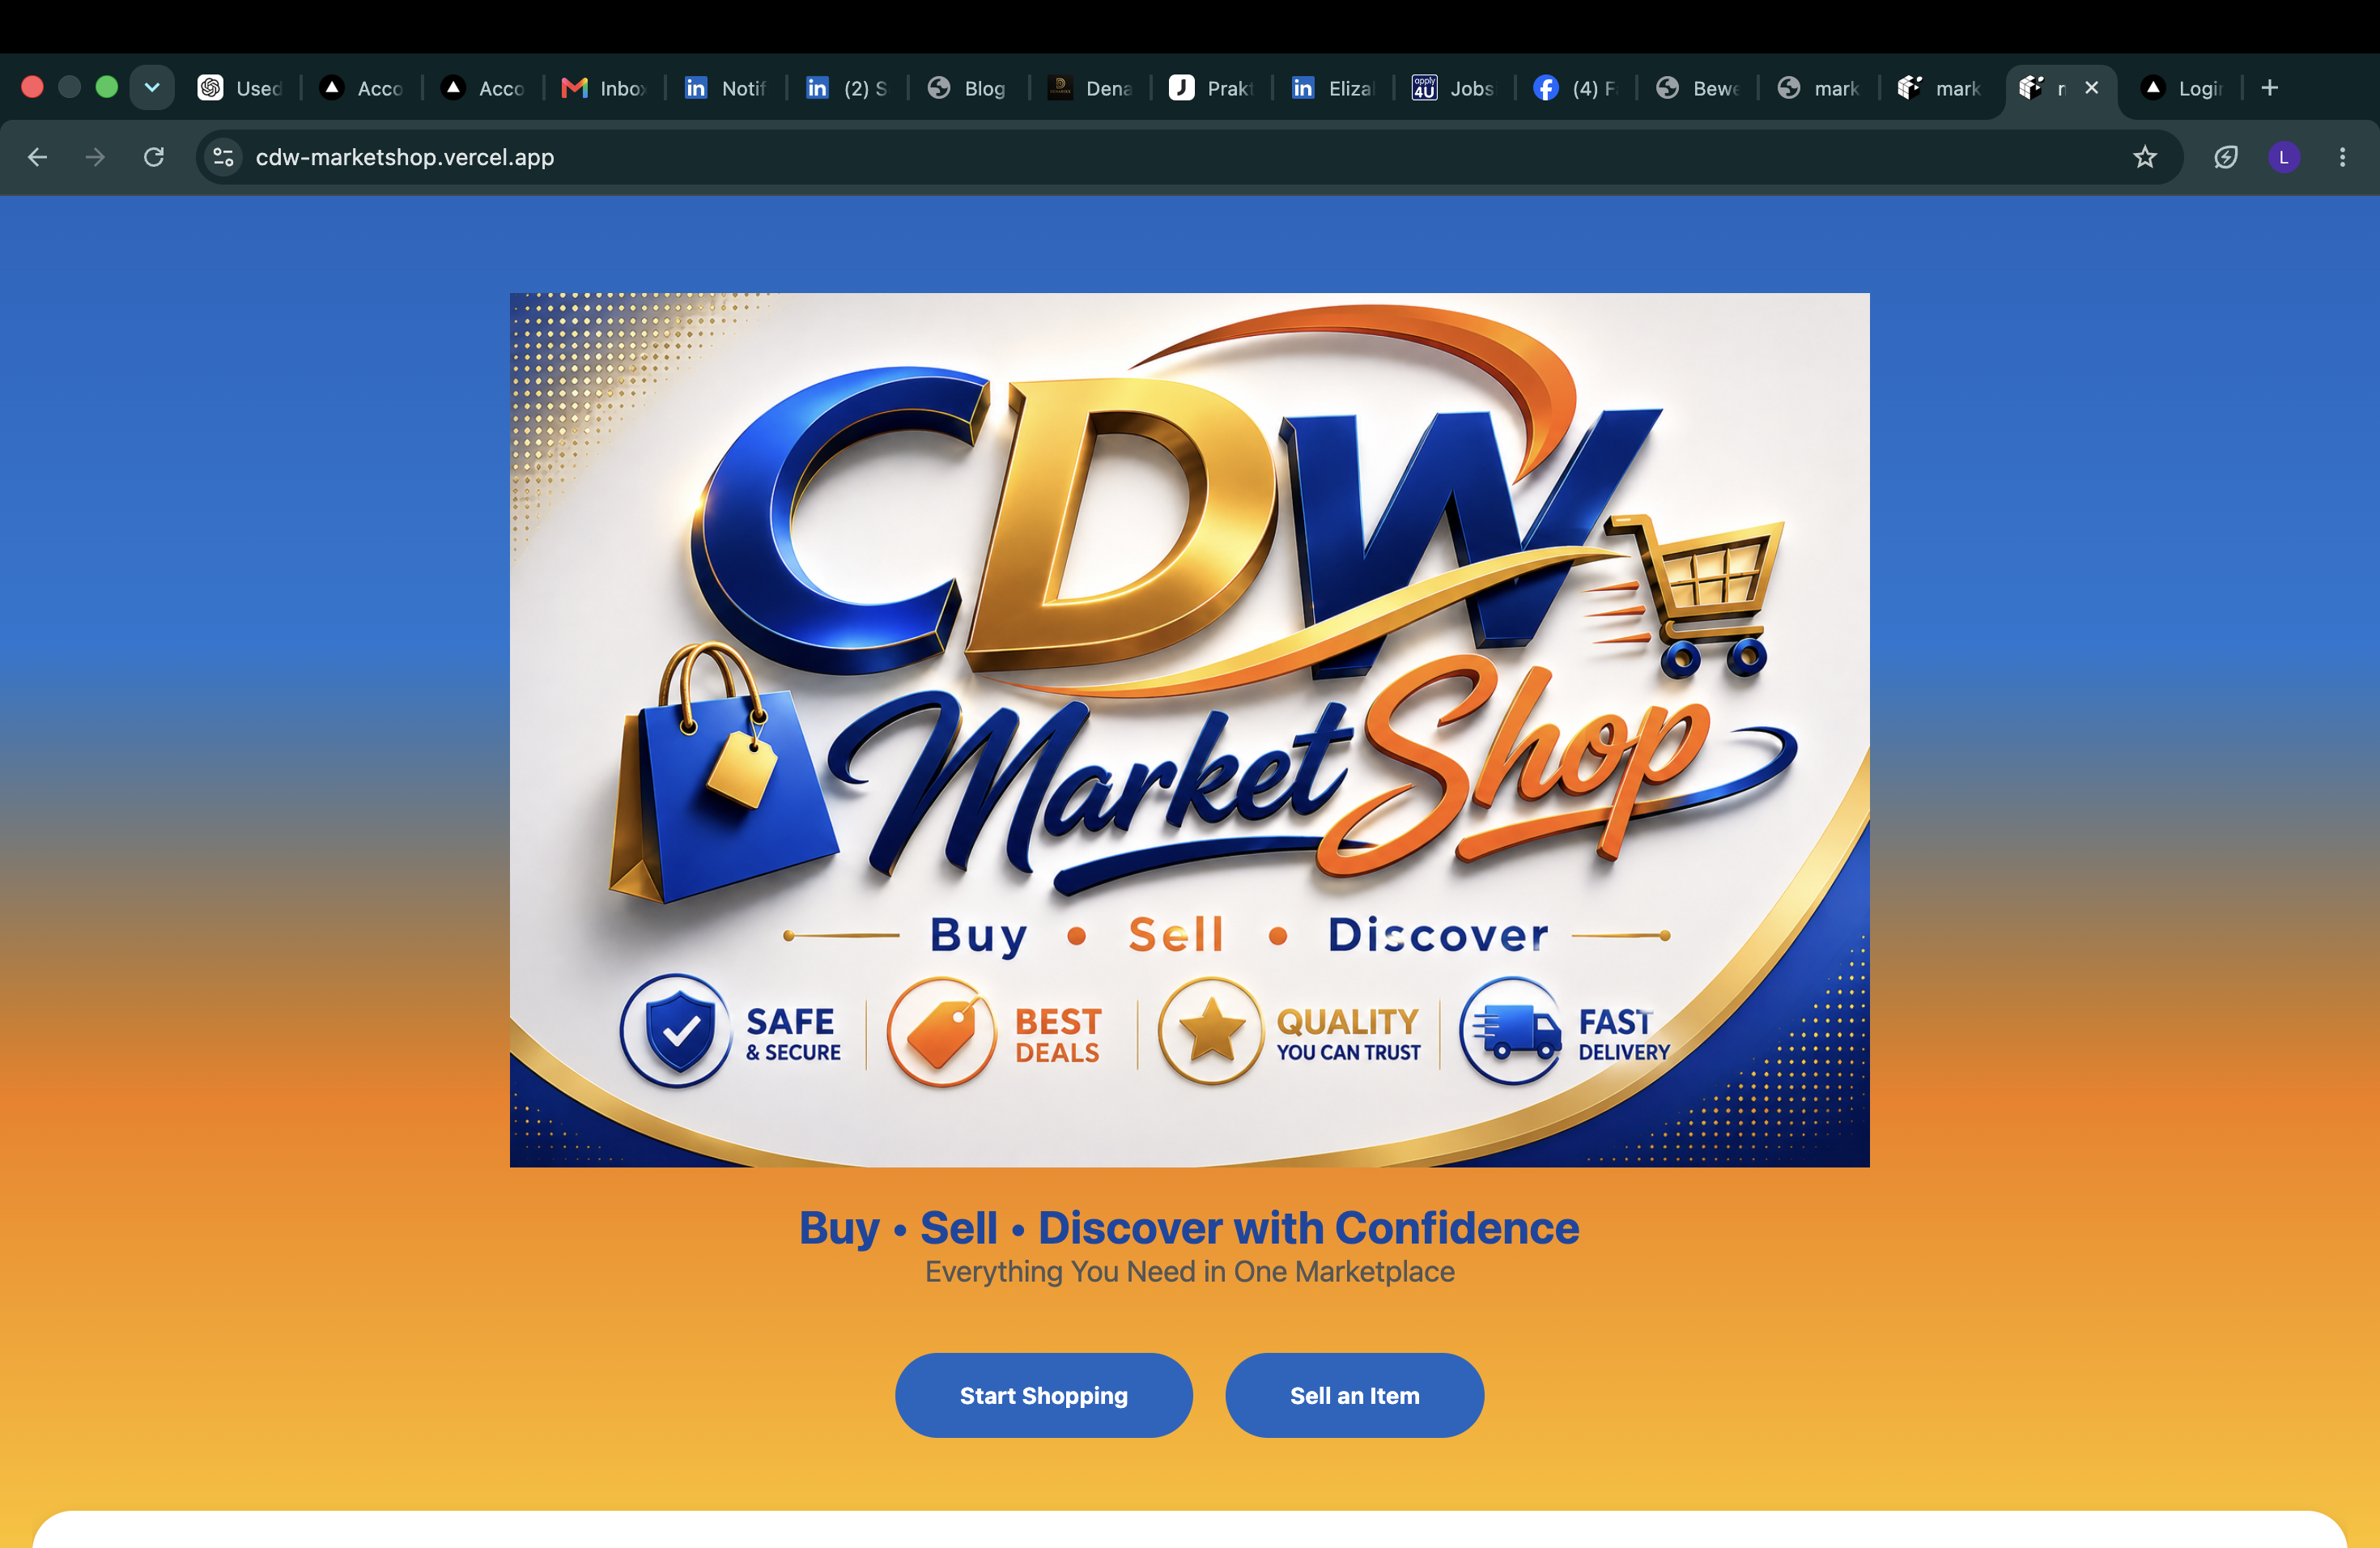 Used
Acco
Acco
Inbox
Notif
(2) S
Blog
Dena
Prakt
Eliza
Jobs
(4) F
Bewe
mark
mark
Login
cdw-marketshop.vercel.app
L
CDW
Market Shop
Buy • Sell • Discover
SAFE
& SECURE
BEST
DEALS
QUALITY
YOU CAN TRUST
FAST
DELIVERY
Buy • Sell • Discover with Confidence
Everything You Need in One Marketplace
Start Shopping
Sell an Item